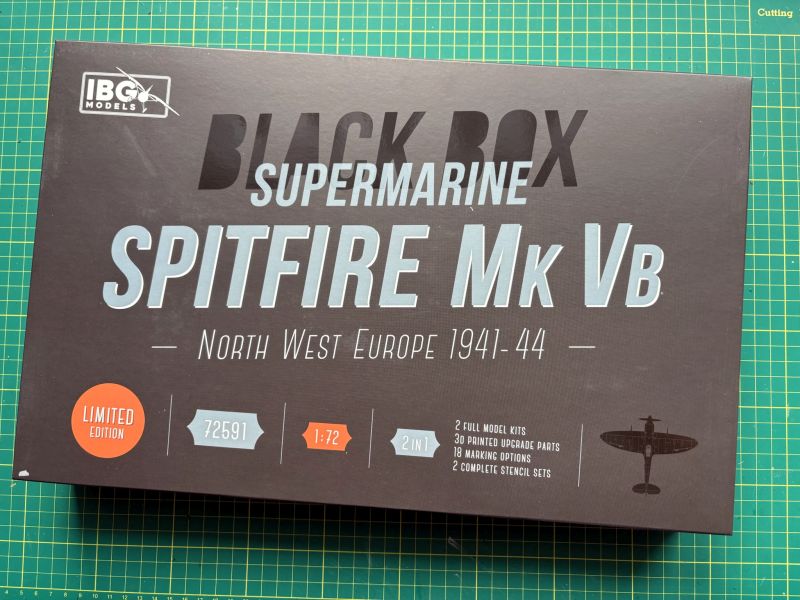 Cutting
IBG
MODELS
BLACK BOX
SUPERMARINE
SPITFIRE MK VB
— NORTH WEST EUROPE 1941-44 —
LIMITED
EDITION
72591
1:72
2 IN 1
2 FULL MODEL KITS
3D PRINTED UPGRADE PARTS
18 MARKING OPTIONS
2 COMPLETE STENCIL SETS